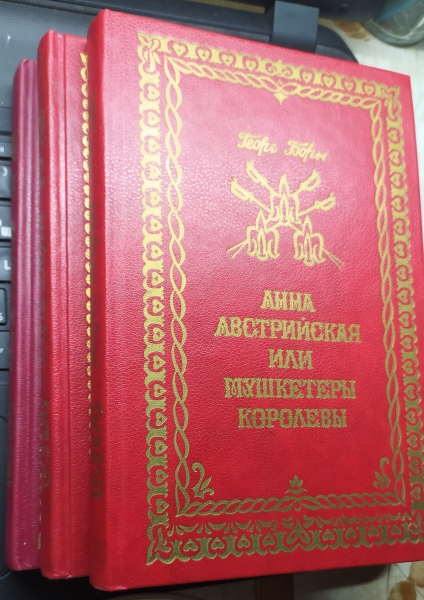 Георг Борн
АННА
АВСТРИЙСКАЯ
ИЛИ
МУШКЕТЕРЫ
КОРОЛЕВЫ